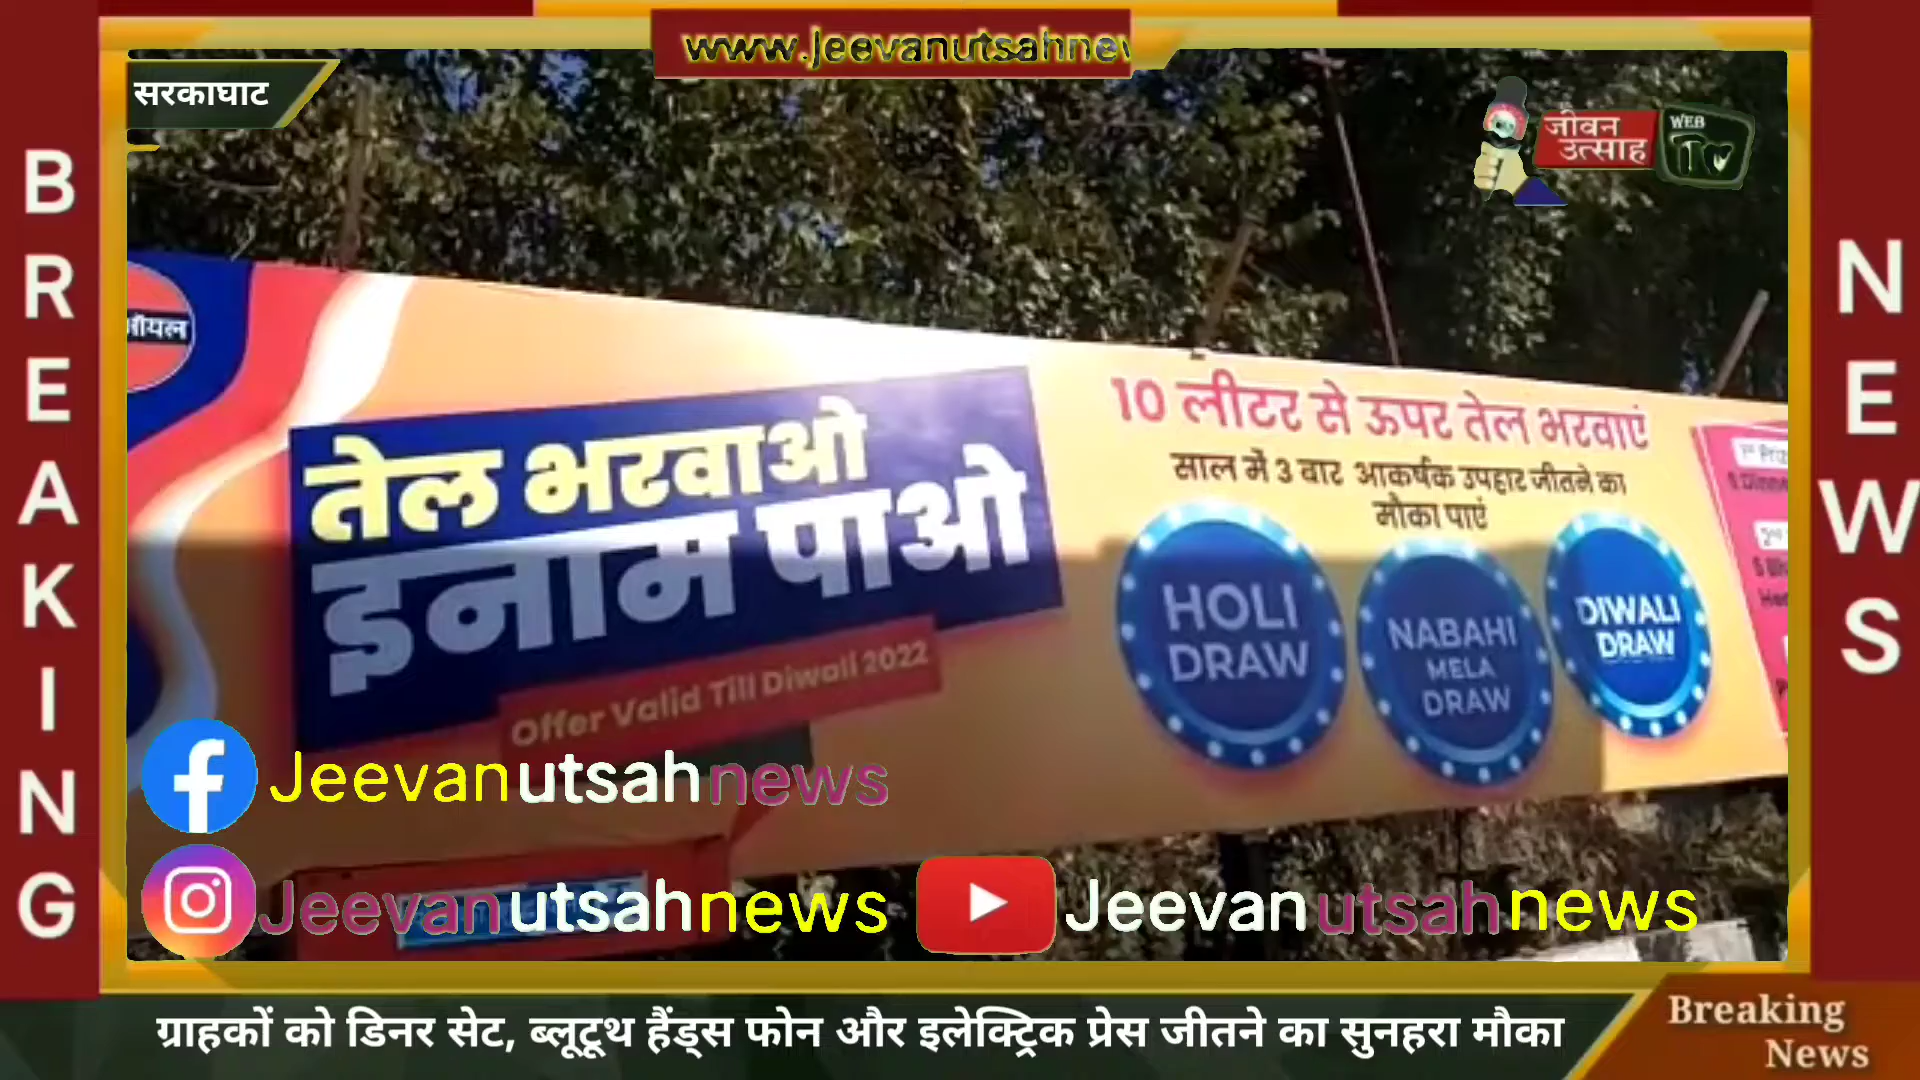 www.Jeevanutsahnew
सरकाघाट
जीवन
उत्साह
WEB
TV
BREAKING
NEWS
तेल भरवाओ
इनाम पाओ
Offer Valid Till Diwali 2022
10 लीटर से ऊपर तेल भरवाएं
साल में 3 बार आकर्षक उपहार जीतने का
मौका पाएं
HOLI
DRAW
NABAHI
MELA
DRAW
DIWALI
DRAW
Jeevanutsahnews
Jeevanutsahnews
Jeevanutsahnews
ग्राहकों को डिनर सेट, ब्लूटूथ हैंड्स फोन और इलेक्ट्रिक प्रेस जीतने का सुनहरा मौका
Breaking
News